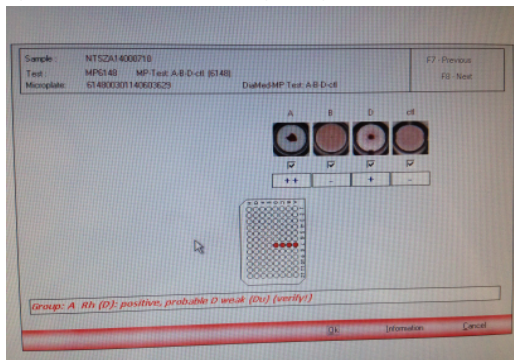 Sample : NT5ZA14000710 F7 - Previous
Test : MP6148 MP-Test: A-B-D-ctl (6148) F8 - Next
Microplate: 614800301140603629 DiaMed-MP Test: A-B-D-ctl
A B D ctl
++ - + -
Group: A Rh (D): positive, probable D weak (Du) (verify!)
Ok Information Cancel